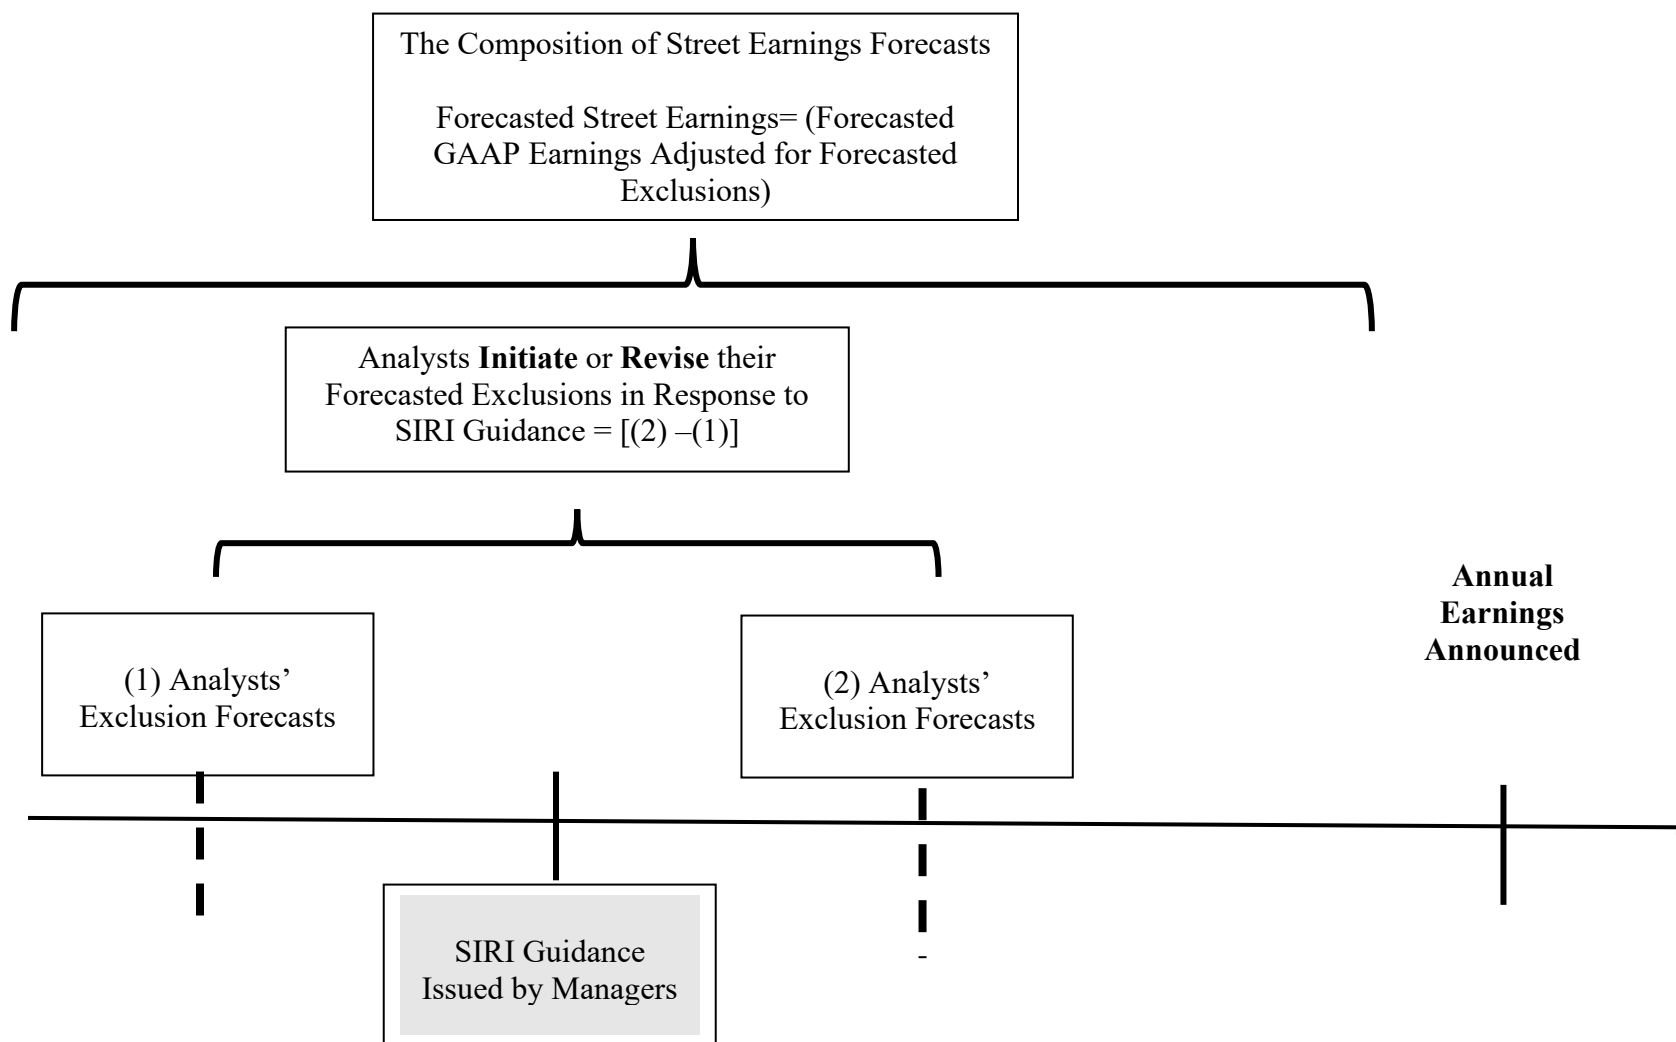 The Composition of Street Earnings Forecasts
Forecasted Street Earnings= (Forecasted
GAAP Earnings Adjusted for Forecasted
Exclusions)
Analysts Initiate or Revise their
Forecasted Exclusions in Response to
SIRI Guidance = [(2) –(1)]
Annual
Earnings
Announced
(1) Analysts’
Exclusion Forecasts
(2) Analysts’
Exclusion Forecasts
SIRI Guidance
Issued by Managers